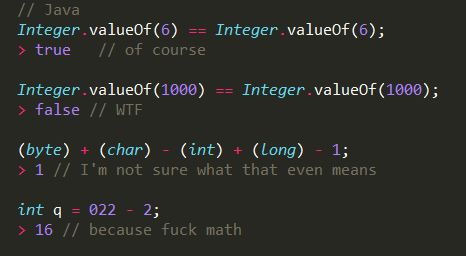 // Java
Integer.valueOf(6) == Integer.valueOf(6);
> true   // of course
Integer.valueOf(1000) == Integer.valueOf(1000);
> false // WTF
(byte) + (char) - (int) + (long) - 1;
> 1 // I'm not sure what that even means
int q = 022 - 2;
> 16 // because fuck math